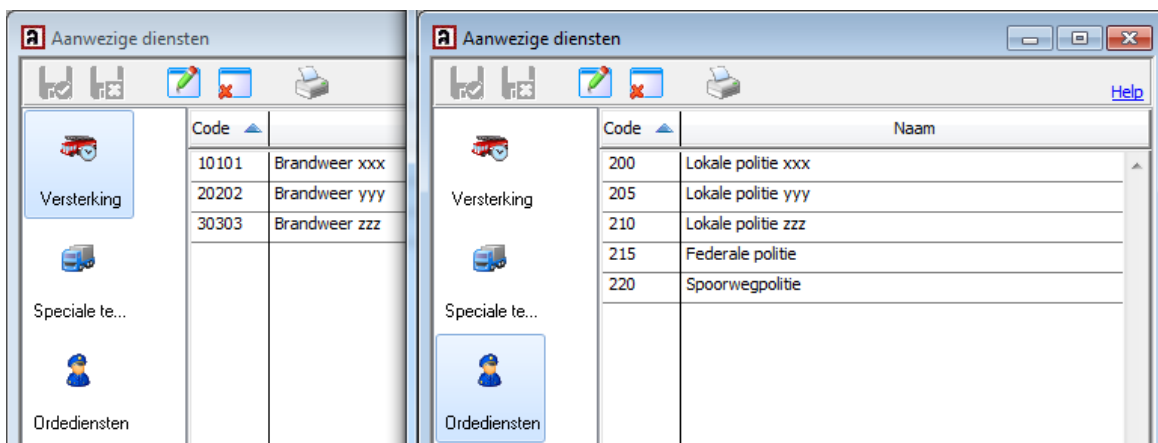 Aanwezige diensten
Code
10101 Brandweer xxx
20202 Brandweer yyy
30303 Brandweer zzz
Versterking
Speciale te...
Ordediensten
Aanwezige diensten
Help
Code Naam
200 Lokale politie xxx
205 Lokale politie yyy
210 Lokale politie zzz
215 Federale politie
220 Spoorwegpolitie
Versterking
Speciale te...
Ordediensten